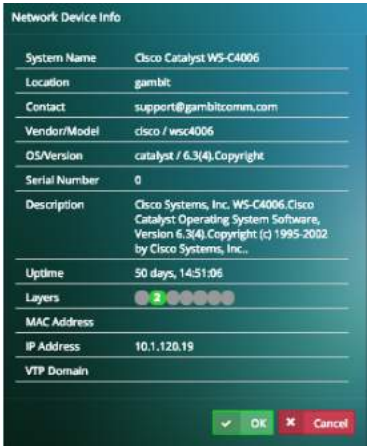 Network Device Info
System Name Cisco Catalyst WS-C4006
Location gambit
Contact support@gambitcomm.com
Vendor/Model cisco / wsc4006
OS/Version catalyst / 6.3(4).Copyright
Serial Number 0
Description Cisco Systems, Inc. WS-C4006.Cisco
Catalyst Operating System Software,
Version 6.3(4).Copyright (c) 1995-2002
by Cisco Systems, Inc..
Uptime 50 days, 14:51:06
Layers 2
MAC Address
IP Address 10.1.120.19
VTP Domain
OK Cancel